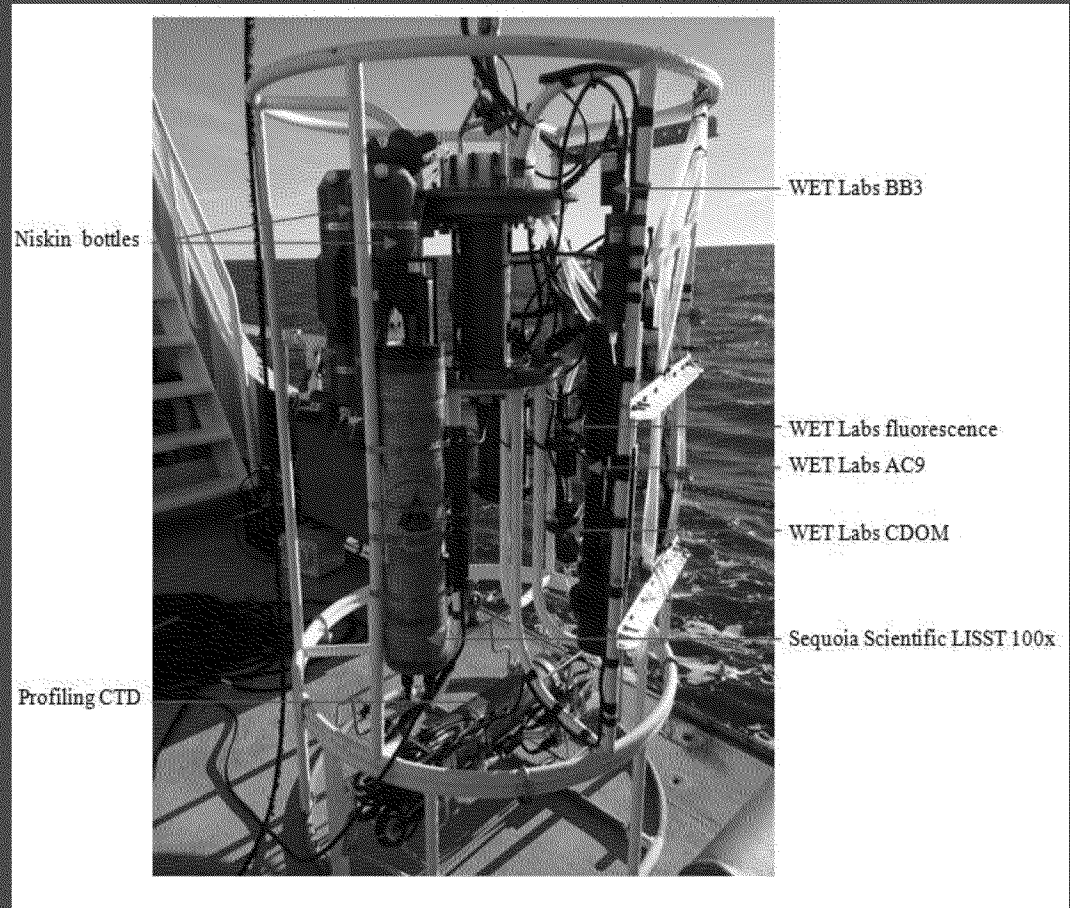 WET Labs BB3
Niskin bottles
WET Labs fluorescence
WET Labs AC9
WET Labs CDOM
Sequoia Scientific LISST 100x
Profiling CTD